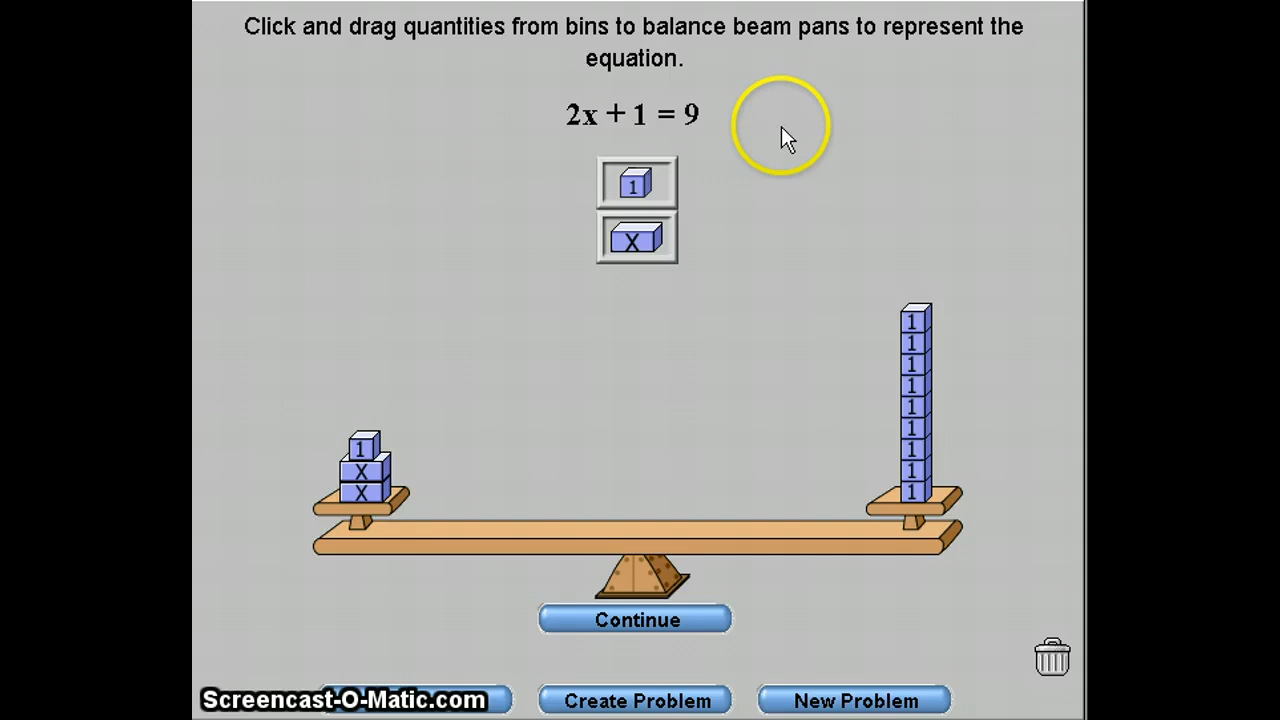 Click and drag quantities from bins to balance beam pans to represent the
equation.
2x + 1 = 9
1
X
1
X
X
1
1
1
1
1
1
1
1
1
Continue
Screencast-O-Matic.com
Create Problem
New Problem